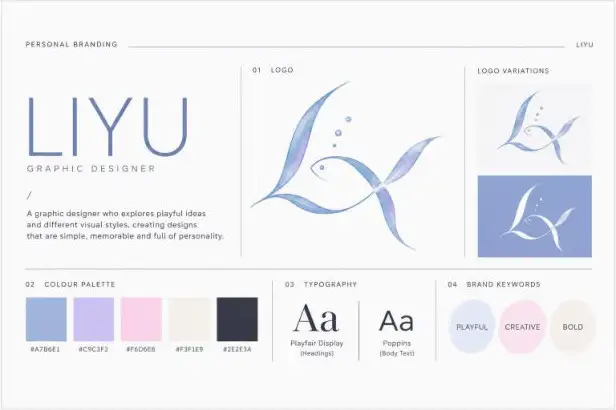 PERSONAL BRANDING
LIYU
LIYU
GRAPHIC DESIGNER
/
A graphic designer who explores playful ideas
and different visual styles, creating designs
that are simple, memorable and full of personality.
01 LOGO
LOGO VARIATIONS
02 COLOUR PALETTE
#A7B6E1
#C9C3F2
#F6D6E8
#F3F1E9
#2E2E3A
03 TYPOGRAPHY
Aa
Playfair Display
(Headings)
Aa
Poppins
(Body Text)
04 BRAND KEYWORDS
PLAYFUL
CREATIVE
BOLD